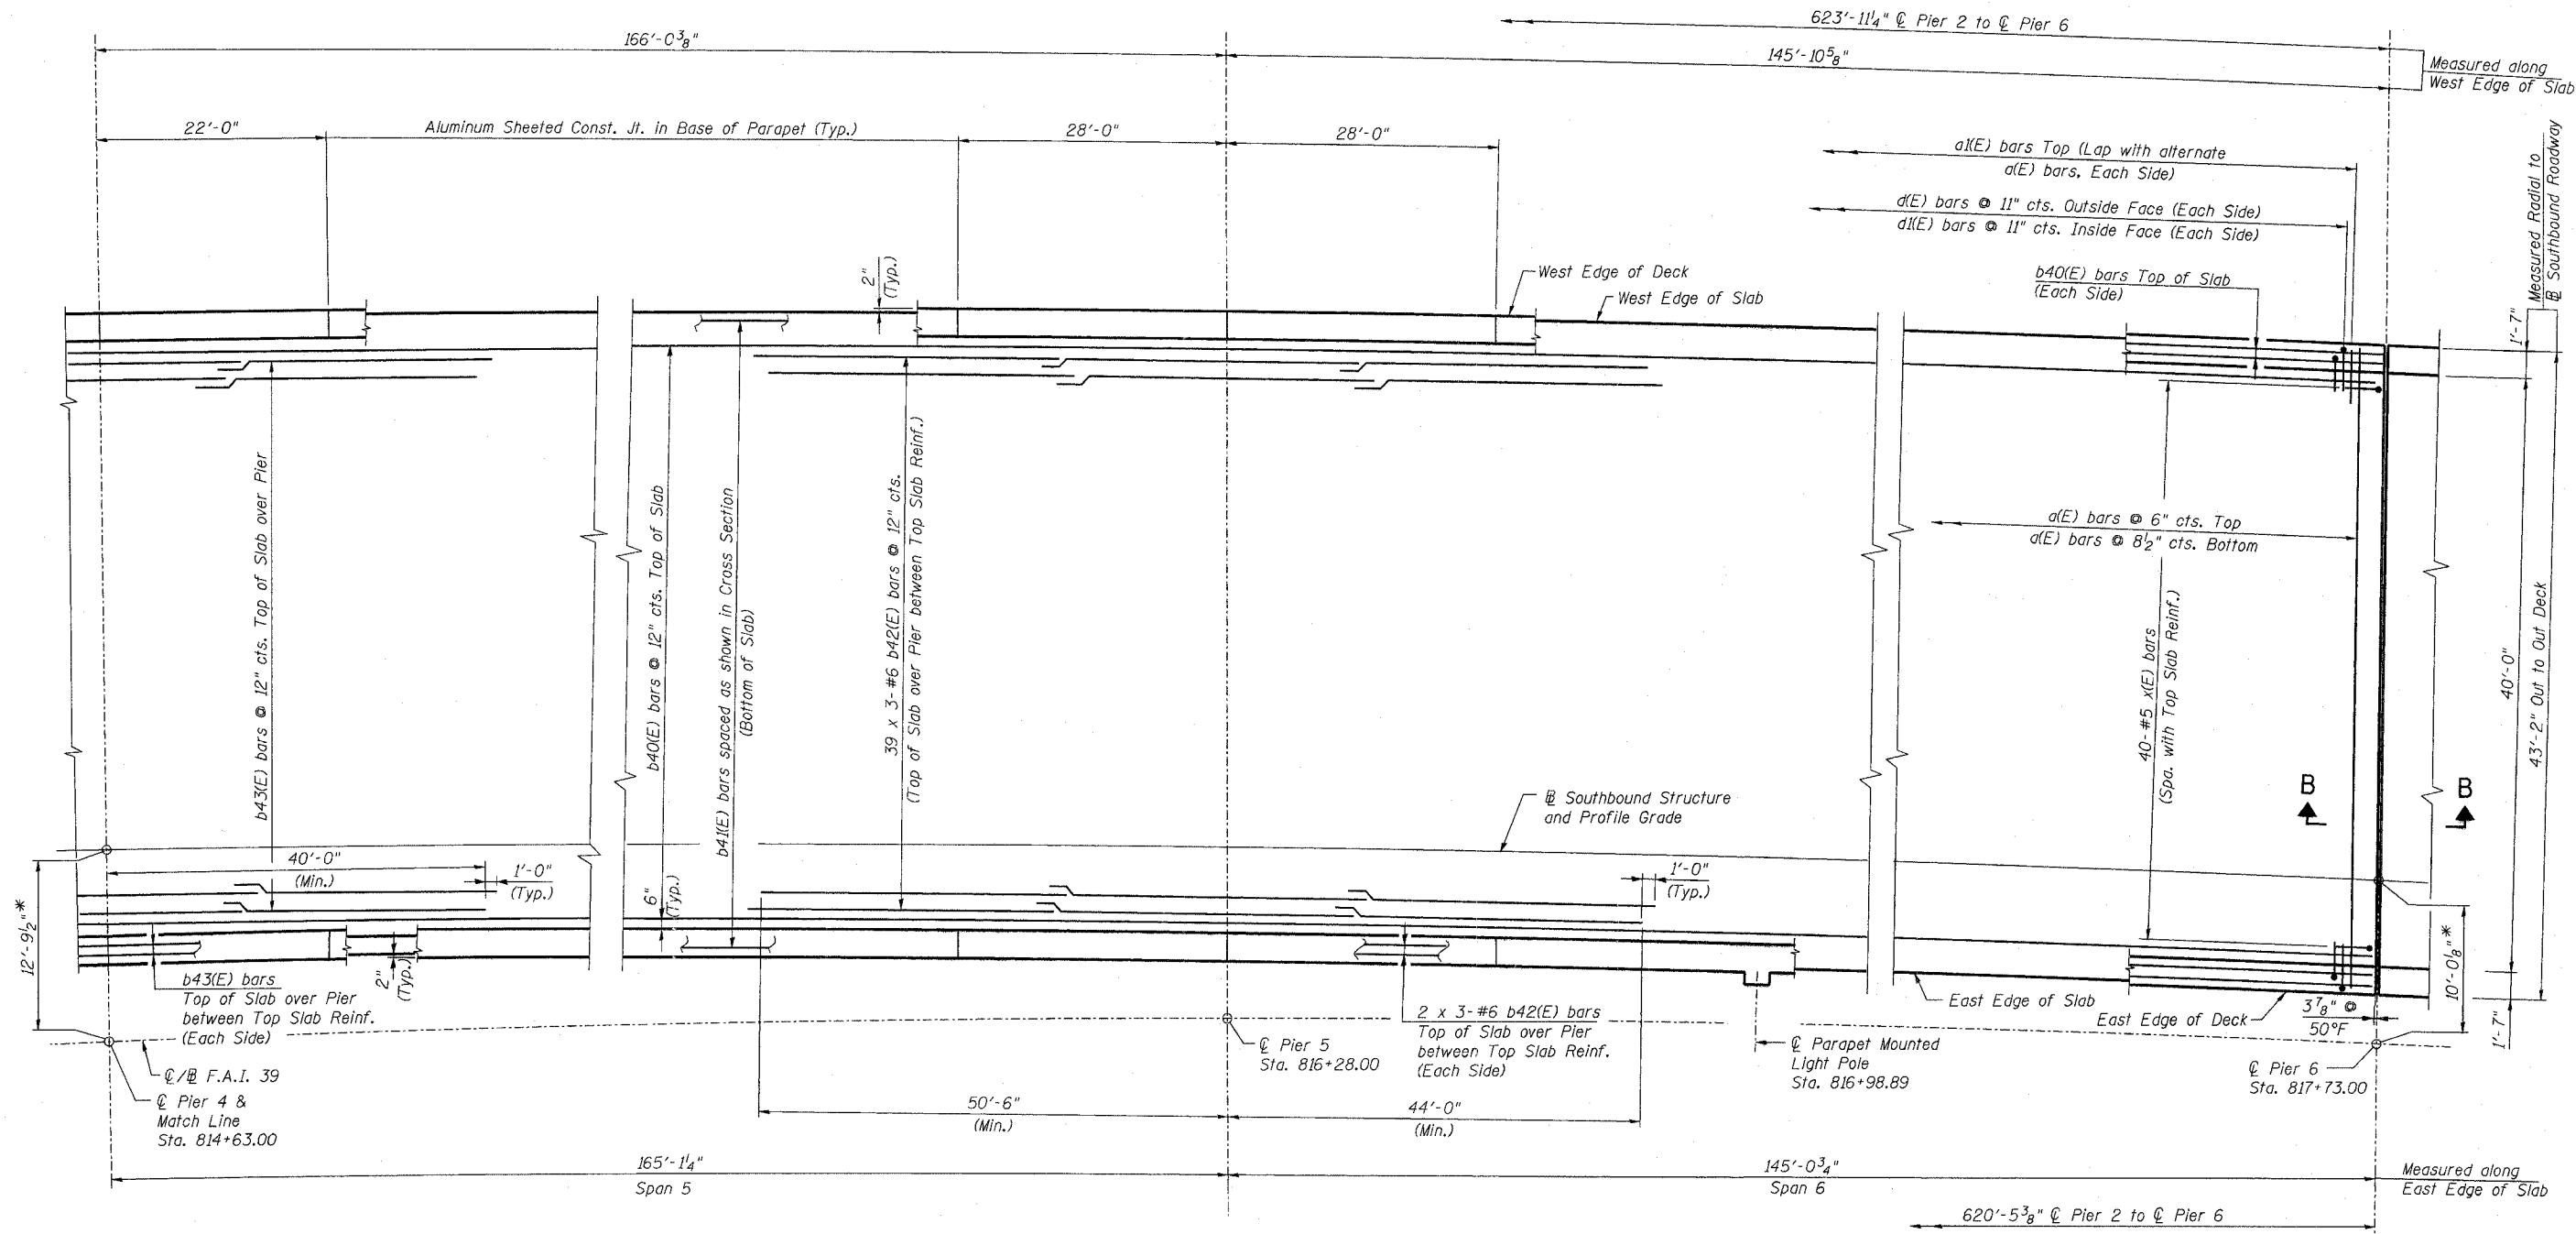 623'-11¼" ℄ Pier 2 to ℄ Pier 6
166'-0⅜"
145'-10⅝"
Measured along
West Edge of Slab
22'-0"
Aluminum Sheeted Const. Jt. in Base of Parapet (Typ.)
28'-0"
28'-0"
a1(E) bars Top (Lap with alternate
a(E) bars, Each Side)
d(E) bars @ 11" cts. Outside Face (Each Side)
d1(E) bars @ 11" cts. Inside Face (Each Side)
Measured Radial to
⅊ Southbound Roadway
2"
(Typ.)
West Edge of Deck
West Edge of Slab
b40(E) bars Top of Slab
(Each Side)
1'-7"
b43(E) bars @ 12" cts. Top of Slab over Pier
b40(E) bars @ 12" cts. Top of Slab
b41(E) bars spaced as shown in Cross Section
(Bottom of Slab)
39 x 3-#6 b42(E) bars @ 12" cts.
(Top of Slab over Pier between Top Slab Reinf.)
a(E) bars @ 6" cts. Top
a(E) bars @ 8½" cts. Bottom
40-#5 x(E) bars
(Spa. with Top Slab Reinf.)
40'-0"
43'-2" Out to Out Deck
B
B
⅊ Southbound Structure
and Profile Grade
40'-0"
(Min.)
1'-0"
(Typ.)
6"
(Typ.)
1'-0"
(Typ.)
12'-9½"*
10'-0⅛"*
b43(E) bars
Top of Slab over Pier
between Top Slab Reinf.
(Each Side)
2"
(Typ.)
2 x 3-#6 b42(E) bars
Top of Slab over Pier
between Top Slab Reinf.
(Each Side)
East Edge of Slab
East Edge of Deck
3⅞" @
50°F
1'-7"
℄/⅊ F.A.I. 39
℄ Pier 4 &
Match Line
Sta. 814+63.00
℄ Pier 5
Sta. 816+28.00
℄ Parapet Mounted
Light Pole
Sta. 816+98.89
℄ Pier 6
Sta. 817+73.00
50'-6"
(Min.)
44'-0"
(Min.)
165'-1¼"
Span 5
145'-0¾"
Span 6
Measured along
East Edge of Slab
620'-5⅜" ℄ Pier 2 to ℄ Pier 6